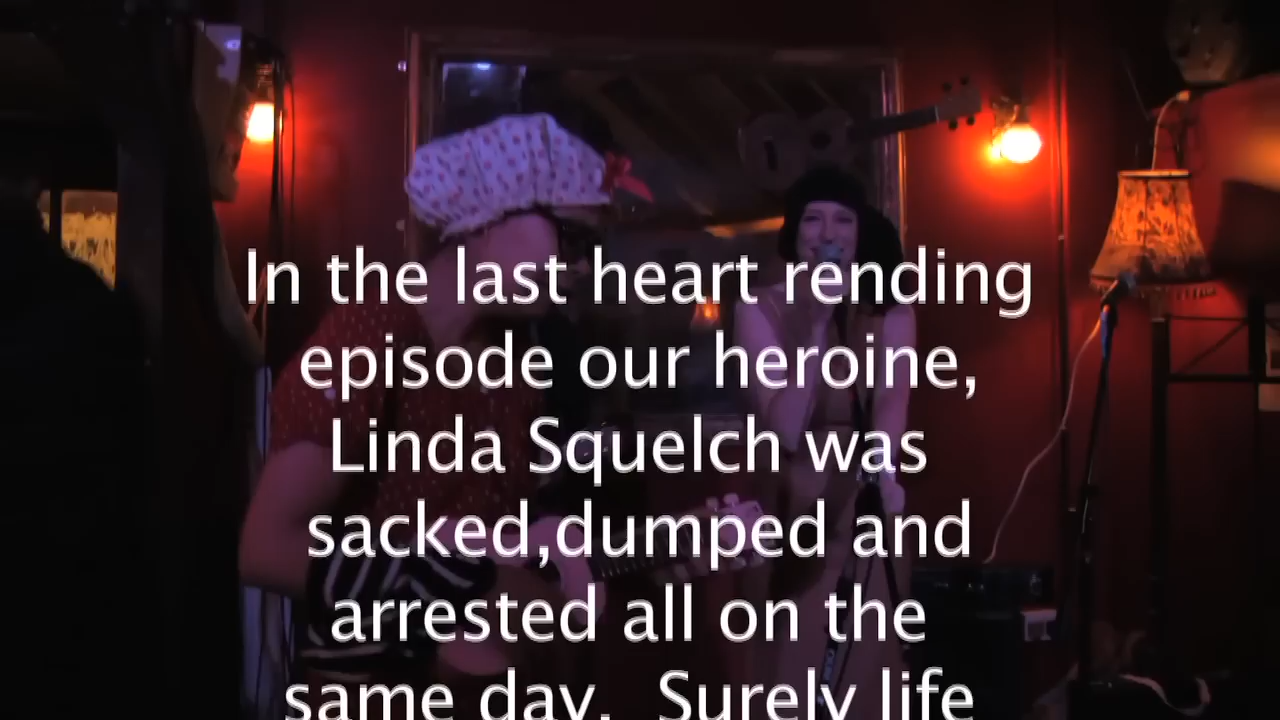 In the last heart rending
episode our heroine,
Linda Squelch was
sacked,dumped and
arrested all on the
same day.  Surely life